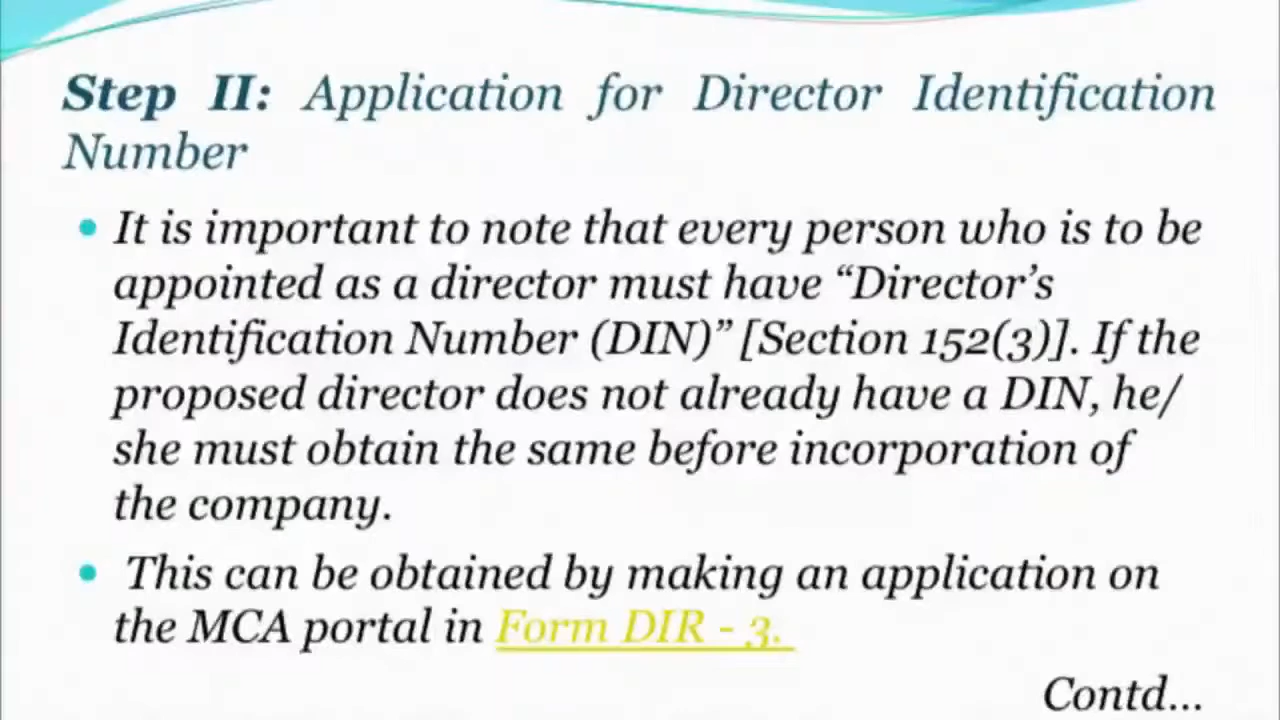 Step II: Application for Director Identification
Number
• It is important to note that every person who is to be
appointed as a director must have “Director’s
Identification Number (DIN)” [Section 152(3)]. If the
proposed director does not already have a DIN, he/
she must obtain the same before incorporation of
the company.
• This can be obtained by making an application on
the MCA portal in Form DIR - 3.
Contd...